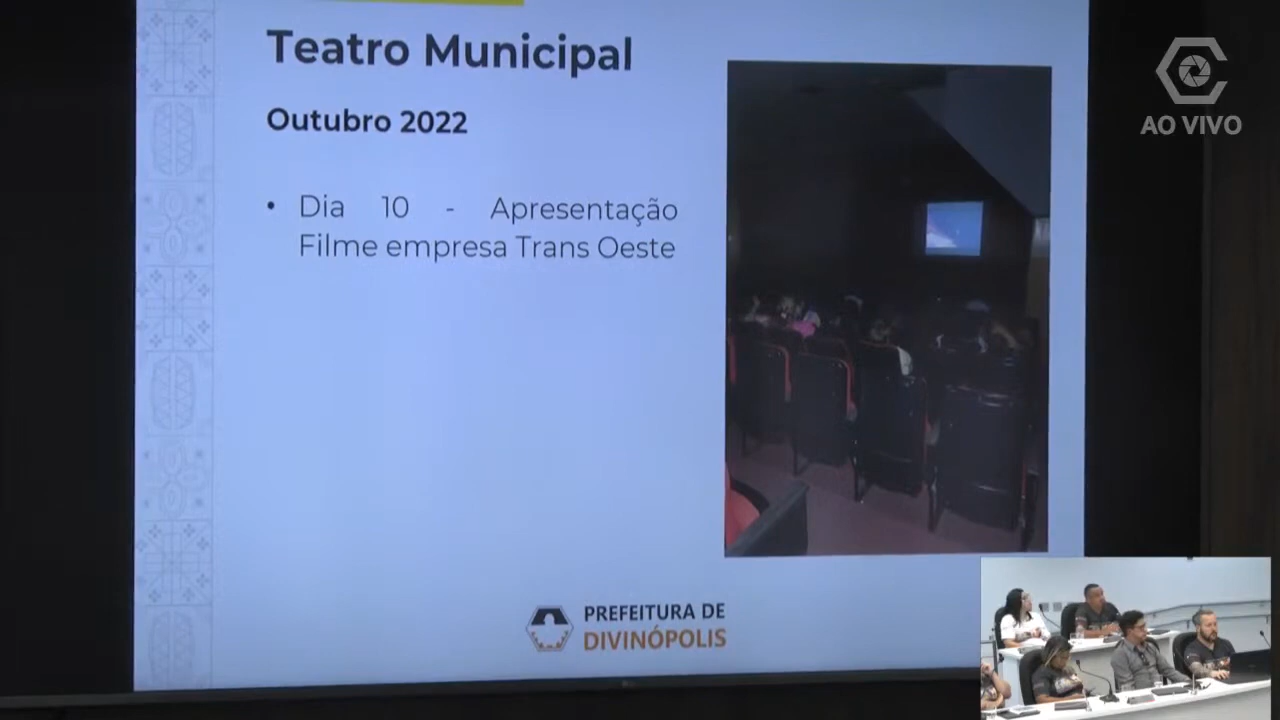 Teatro Municipal
Outubro 2022
• Dia 10 - Apresentação
Filme empresa Trans Oeste
AO VIVO
PREFEITURA DE
DIVINÓPOLIS